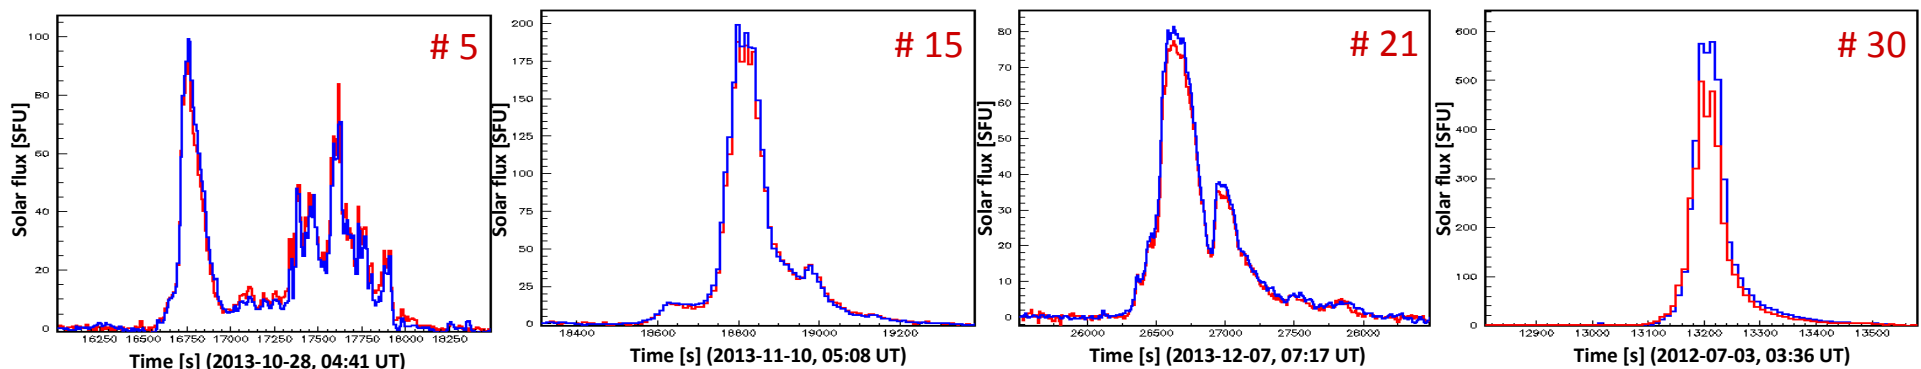 # 5
100
80
60
40
20
0
Solar flux [SFU]
16250 16500 16750 17000 17250 17500 17750 18000 18250
Time [s] (2013-10-28, 04:41 UT)
# 15
200
175
150
125
100
75
50
25
0
Solar flux [SFU]
18400 18600 18800 19000 19200
Time [s] (2013-11-10, 05:08 UT)
# 21
80
70
60
50
40
30
20
10
0
Solar flux [SFU]
26000 26500 27000 27500 26000
Time [s] (2013-12-07, 07:17 UT)
# 30
600
500
400
300
200
100
0
Solar flux [SFU]
12900 13000 13100 13200 13300 13400 13500
Time [s] (2012-07-03, 03:36 UT)